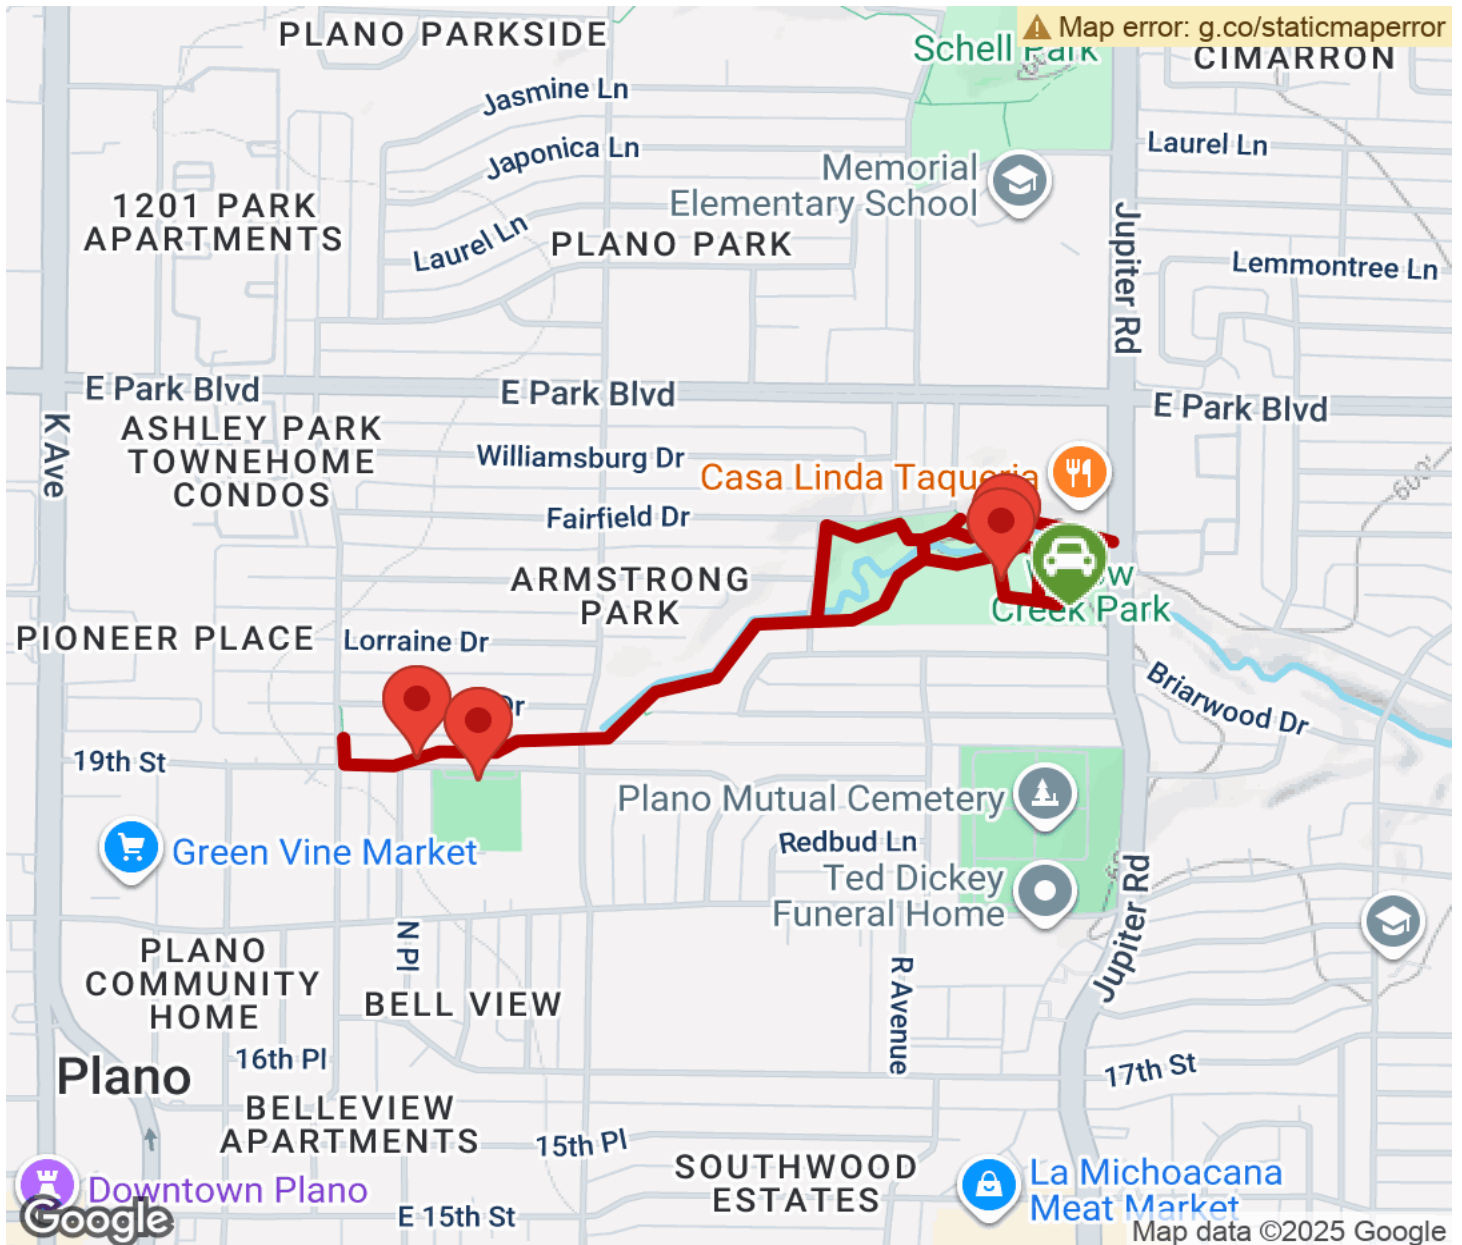 PLANO PARKSIDE
Map error: g.co/staticmaperror
Schell Park
CIMARRON
Jasmine Ln
Laurel Ln
Japonica Ln
Memorial
Elementary School
1201 PARK
APARTMENTS
Laurel Ln
PLANO PARK
Jupiter Rd
Lemmontree Ln
E Park Blvd
E Park Blvd
E Park Blvd
K Ave
ASHLEY PARK
TOWNEHOME
CONDOS
Williamsburg Dr
Casa Linda Taqueria
600'
Fairfield Dr
ARMSTRONG
PARK
Creek Park
PIONEER PLACE
Lorraine Dr
Dr
Briarwood Dr
19th St
Plano Mutual Cemetery
Green Vine Market
Redbud Ln
Ted Dickey
Funeral Home
Jupiter Rd
N Pl
PLANO
COMMUNITY
HOME
BELL VIEW
R Avenue
16th Pl
Plano
17th St
BELLEVIEW
APARTMENTS
15th Pl
SOUTHWOOD
ESTATES
La Michoacana
Meat Market
Downtown Plano
E 15th St
Google
Map data ©2025 Google